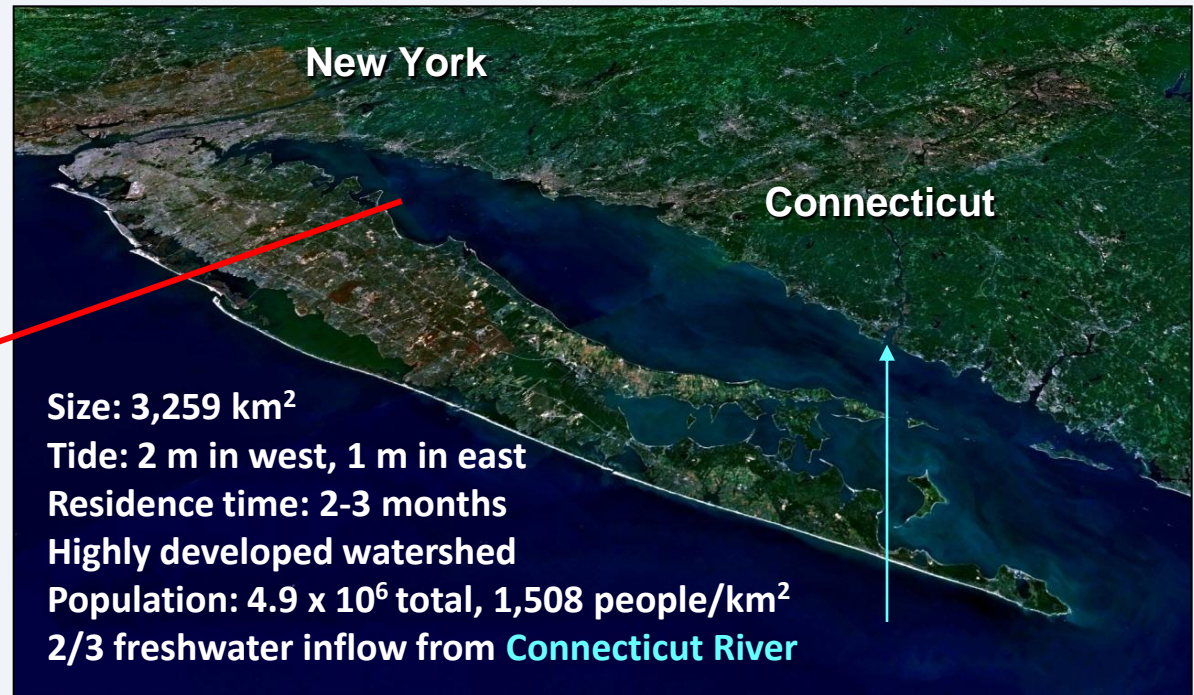 New York
Connecticut
Size: 3,259 km²
Tide: 2 m in west, 1 m in east
Residence time: 2-3 months
Highly developed watershed
Population: 4.9 x 10⁶ total, 1,508 people/km²
2/3 freshwater inflow from Connecticut River